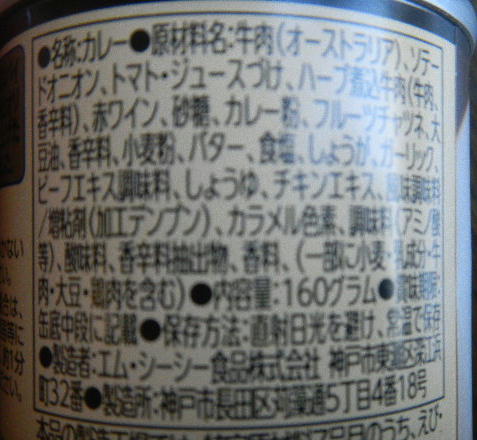 ●名称:カレー●原材料名:牛肉(オーストラリア)、ソテー
ドオニオン、トマト・ジュースづけ、ハーブ煮込牛肉(牛肉、
香辛料)、赤ワイン、砂糖、カレー粉、フルーツチャツネ、大
豆油、香辛料、小麦粉、バター、食塩、しょうが、ガーリック、
ビーフエキス調味料、しょうゆ、チキンエキス、風味調味料
/増粘剤(加工デンプン)、カラメル色素、調味料(アミノ酸
等)、酸味料、香辛料抽出物、香料、(一部に小麦・乳成分・牛
肉・大豆・鶏肉を含む)●内容量:160グラム●賞味期限:
缶底中段に記載●保存方法:直射日光を避け、常温で保存
●製造者:エム・シーシー食品株式会社 神戸市東灘区深江浜
町32番●製造所:神戸市長田区苅藻通5丁目4番18号